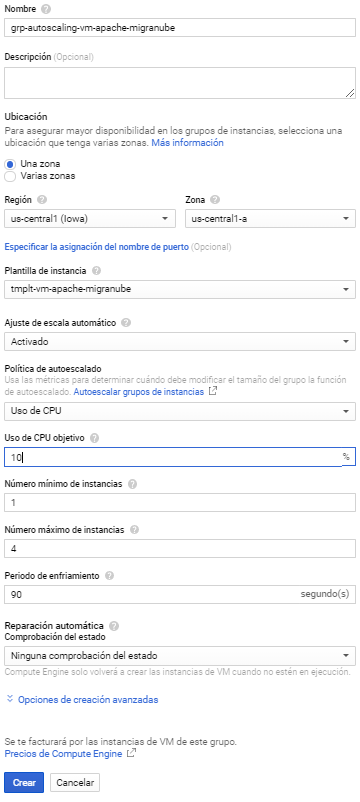 Nombre
grp-autoscaling-vm-apache-migranube
Descripción (Opcional)
Ubicación
Para asegurar mayor disponibilidad en los grupos de instancias, selecciona una
ubicación que tenga varias zonas. Más información
Una zona
Varias zonas
Región Zona
us-central1 (Iowa) us-central1-a
Especificar la asignación del nombre de puerto (Opcional)
Plantilla de instancia
tmplt-vm-apache-migranube
Ajuste de escala automático
Activado
Política de autoescalado
Usa las métricas para determinar cuándo debe modificar el tamaño del grupo la función
de autoescalado. Autoescalar grupos de instancias
Uso de CPU
Uso de CPU objetivo
10 %
Número mínimo de instancias
1
Número máximo de instancias
4
Periodo de enfriamiento
90 segundo(s)
Reparación automática
Comprobación del estado
Ninguna comprobación del estado
Compute Engine solo volverá a crear las instancias de VM cuando no estén en ejecución.
Opciones de creación avanzadas
Se te facturará por las instancias de VM de este grupo.
Precios de Compute Engine
Crear Cancelar